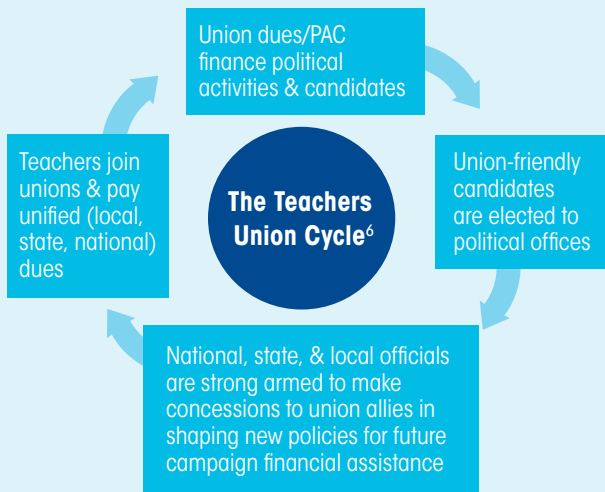 Union dues/PAC
finance political
activities & candidates
Union-friendly
candidates
are elected to
political offices
National, state, & local officials
are strong armed to make
concessions to union allies in
shaping new policies for future
campaign financial assistance
Teachers join
unions & pay
unified (local,
state, national)
dues
The Teachers
Union Cycle⁶